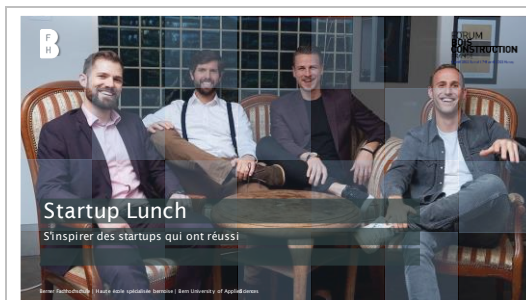 B
F
H
FORUM
BOIS
CONSTRUCTION
Startup Lunch
S'inspirer des startups qui ont réussi
Berner Fachhochschule | Haute école spécialisée bernoise | Bern University of Applied Sciences